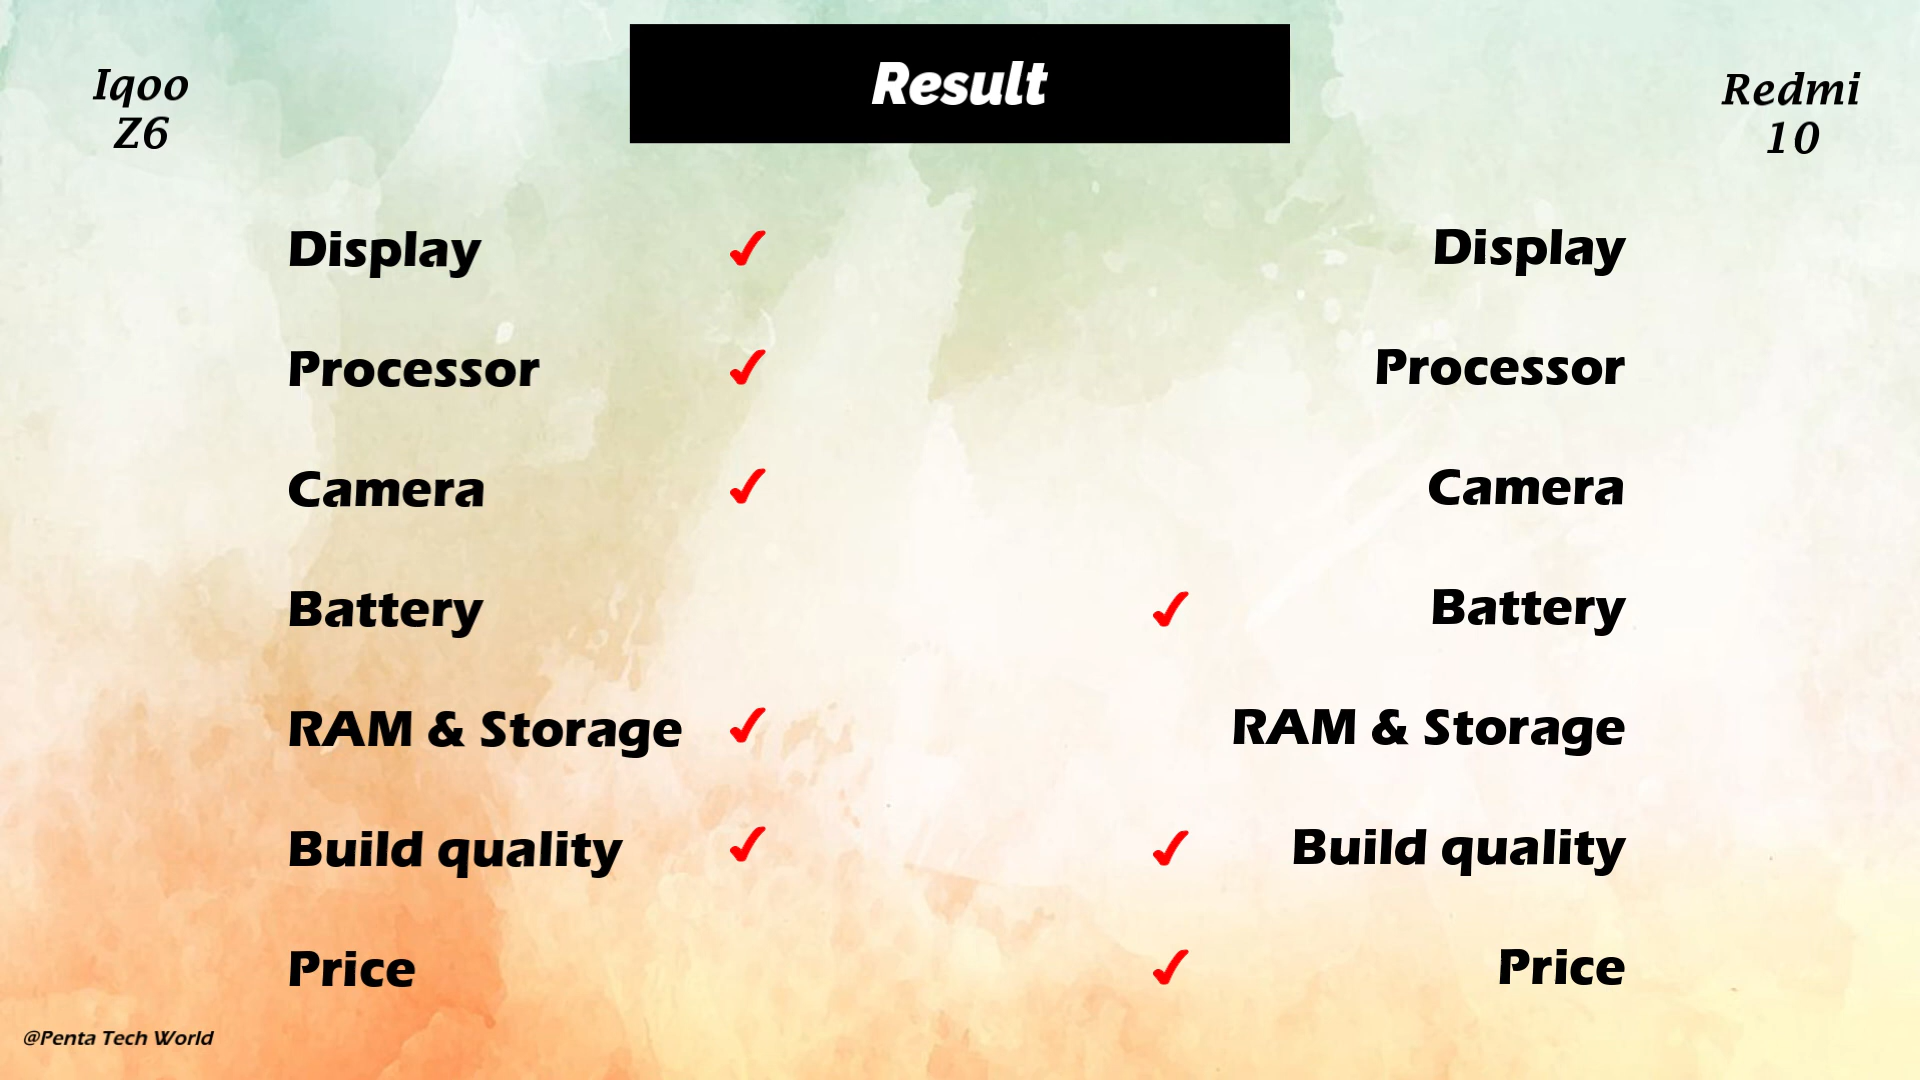 Result
Iqoo
Z6
Redmi
10
Display ✓ Display
Processor ✓ Processor
Camera ✓ Camera
Battery ✓ Battery
RAM & Storage ✓ RAM & Storage
Build quality ✓ ✓ Build quality
Price ✓ Price
@Penta Tech World